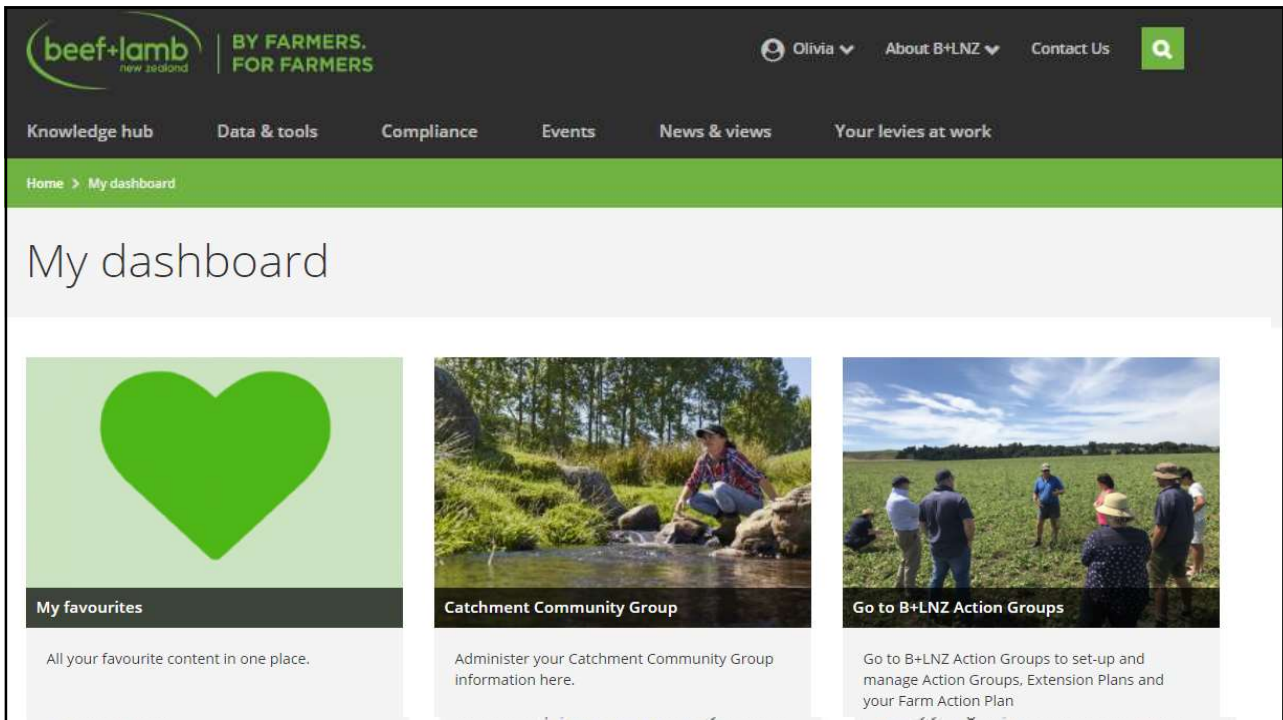 beef+lamb
new zealand
BY FARMERS.
FOR FARMERS
Olivia
About B+LNZ
Contact Us
Knowledge hub
Data & tools
Compliance
Events
News & views
Your levies at work
Home > My dashboard
My dashboard
My favourites
All your favourite content in one place.
Catchment Community Group
Administer your Catchment Community Group
information here.
Go to B+LNZ Action Groups
Go to B+LNZ Action Groups to set-up and
manage Action Groups, Extension Plans and
your Farm Action Plan